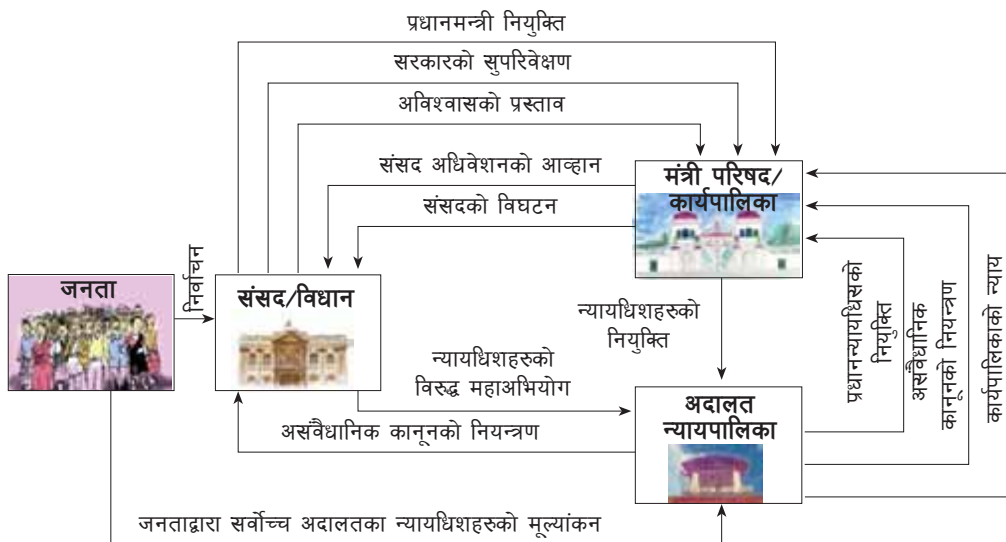 प्रधानमन्त्री नियुक्ति
सरकारको सुपरिवेक्षण
अविश्वासको प्रस्ताव
संसद अधिवेशनको आव्हान
संसदको विघटन
मंत्री परिषद/
कार्यपालिका
जनता
निर्वाचन
संसद/विधान
न्यायधिशहरुको
नियुक्ति
न्यायधिशहरुको
विरुद्ध महाअभियोग
असंवैधानिक कानूनको नियन्त्रण
अदालत
न्यायपालिका
प्रधानन्यायाधिसको
नियुक्ति
असंवैधानिक
कानूनको नियन्त्रण
कार्यपालिकाको न्याय
जनताद्वारा सर्वोच्च अदालतका न्यायधिशहरुको मूल्यांकन